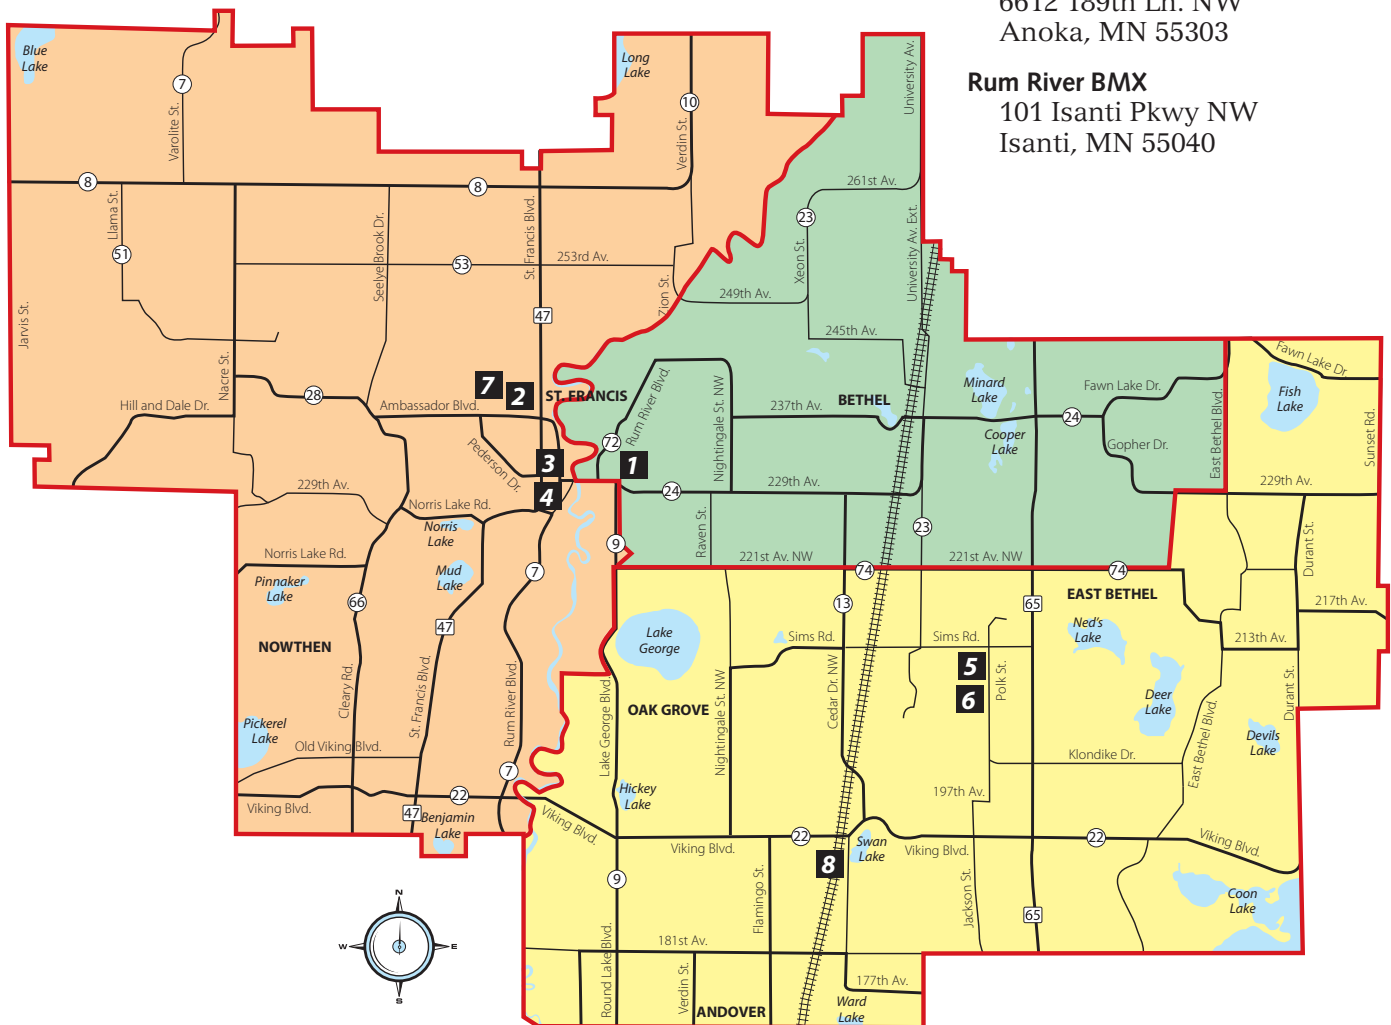 6612 189th Ln. NW
Anoka, MN 55303
Rum River BMX
101 Isanti Pkwy NW
Isanti, MN 55040
Blue
Lake
7
Varolite St.
Long
Lake
10
Verdin St.
University Av.
8
8
Llama St.
51
Seelye Brook Dr.
St. Francis Blvd.
53
253rd Av.
Zion St.
261st Av.
23
Xeon St.
University Av. Ext.
249th Av.
245th Av.
Jarvis St.
47
Nacre St.
28
Hill and Dale Dr.
Ambassador Blvd.
7
2
ST. FRANCIS
Rum River Blvd.
72
Nightingale St. NW
237th Av.
BETHEL
Minard
Lake
Cooper
Lake
24
Fawn Lake Dr.
Gopher Dr.
East Bethel Blvd.
Fawn Lake Dr.
Fish
Lake
Sunset Rd.
Pederson Dr.
3
1
4
229th Av.
Norris Lake Rd.
24
229th Av.
229th Av.
Norris
Lake
Raven St.
23
9
Durant St.
Norris Lake Rd.
221st Av. NW
221st Av. NW
Mud
Lake
7
74
74
Pinnaker
Lake
66
13
65
EAST BETHEL
217th Av.
47
Lake
George
Sims Rd.
Sims Rd.
Ned's
Lake
213th Av.
NOWTHEN
5
Polk St.
Cleary Rd.
St. Francis Blvd.
Rum River Blvd.
Lake George Blvd.
OAK GROVE
Nightingale St. NW
Cedar Dr. NW
6
Deer
Lake
Durant St.
Pickerel
Lake
Old Viking Blvd.
East Bethel Blvd.
Devils
Lake
Klondike Dr.
7
Hickey
Lake
197th Av.
Viking Blvd.
22
47
Benjamin
Lake
Viking Blvd.
Viking Blvd.
22
Swan
Lake
Viking Blvd.
22
Viking Blvd.
8
9
Flamingo St.
Jackson St.
65
Coon
Lake
N
W
E
S
Round Lake Blvd.
181st Av.
Verdin St.
177th Av.
ANDOVER
Ward
Lake